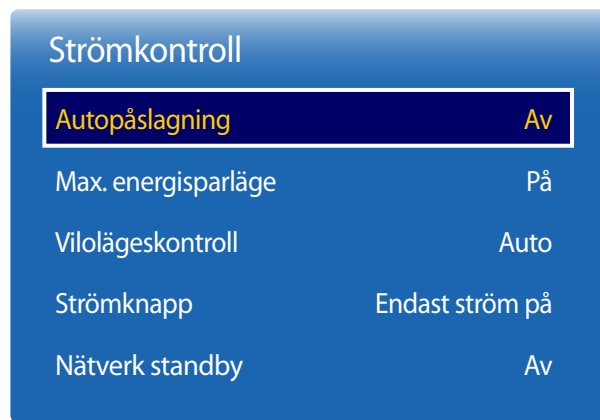 Strömkontroll
Autopåslagning Av
Max. energisparläge På
Vilolägeskontroll Auto
Strömknapp Endast ström på
Nätverk standby Av